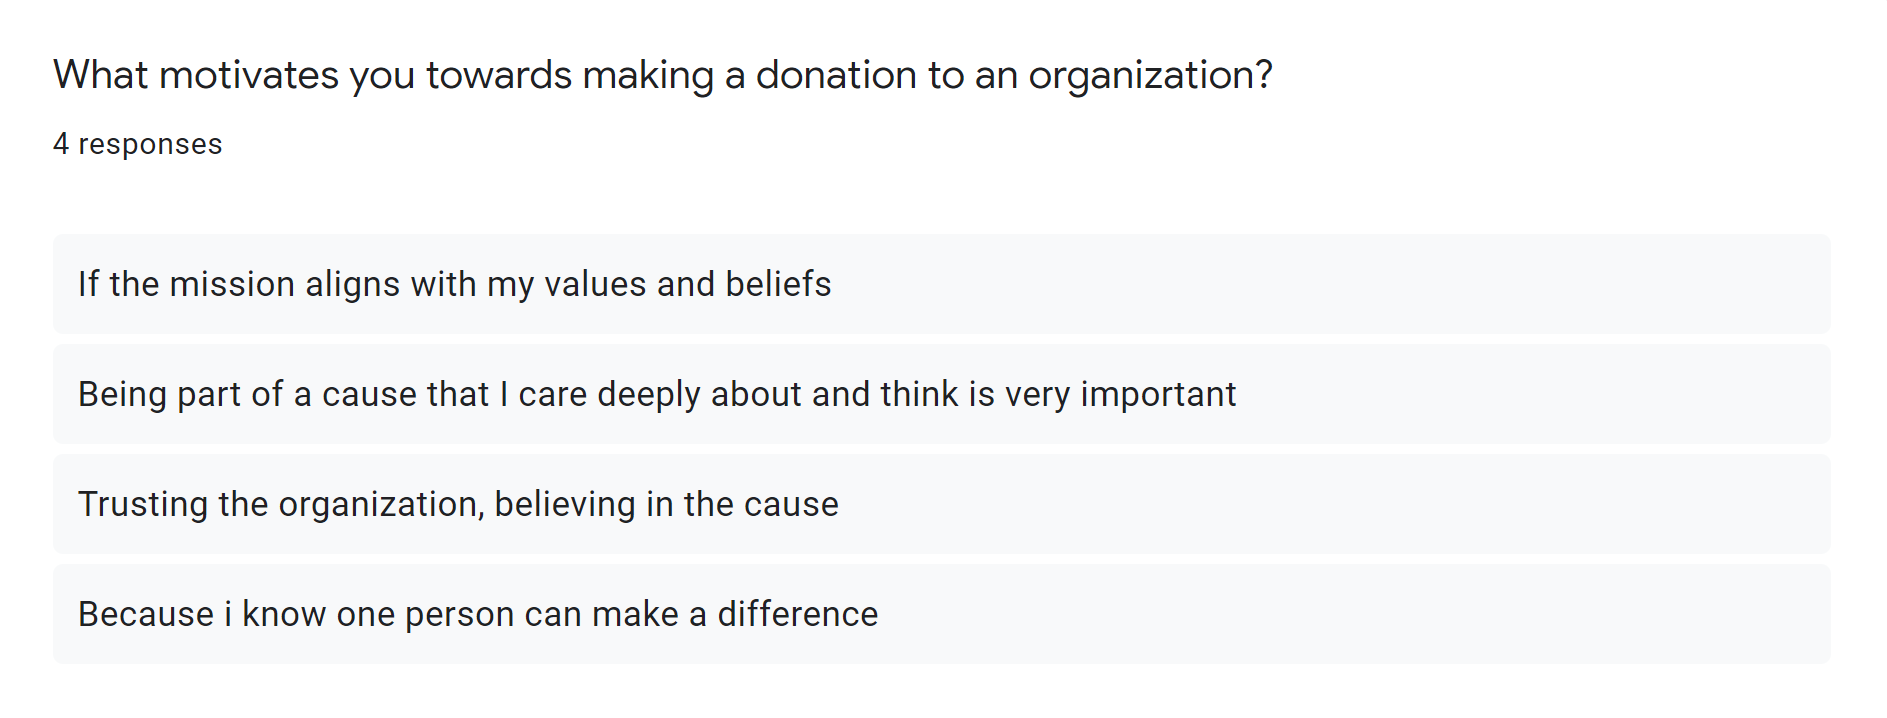 What motivates you towards making a donation to an organization?
4 responses
If the mission aligns with my values and beliefs
Being part of a cause that I care deeply about and think is very important
Trusting the organization, believing in the cause
Because i know one person can make a difference